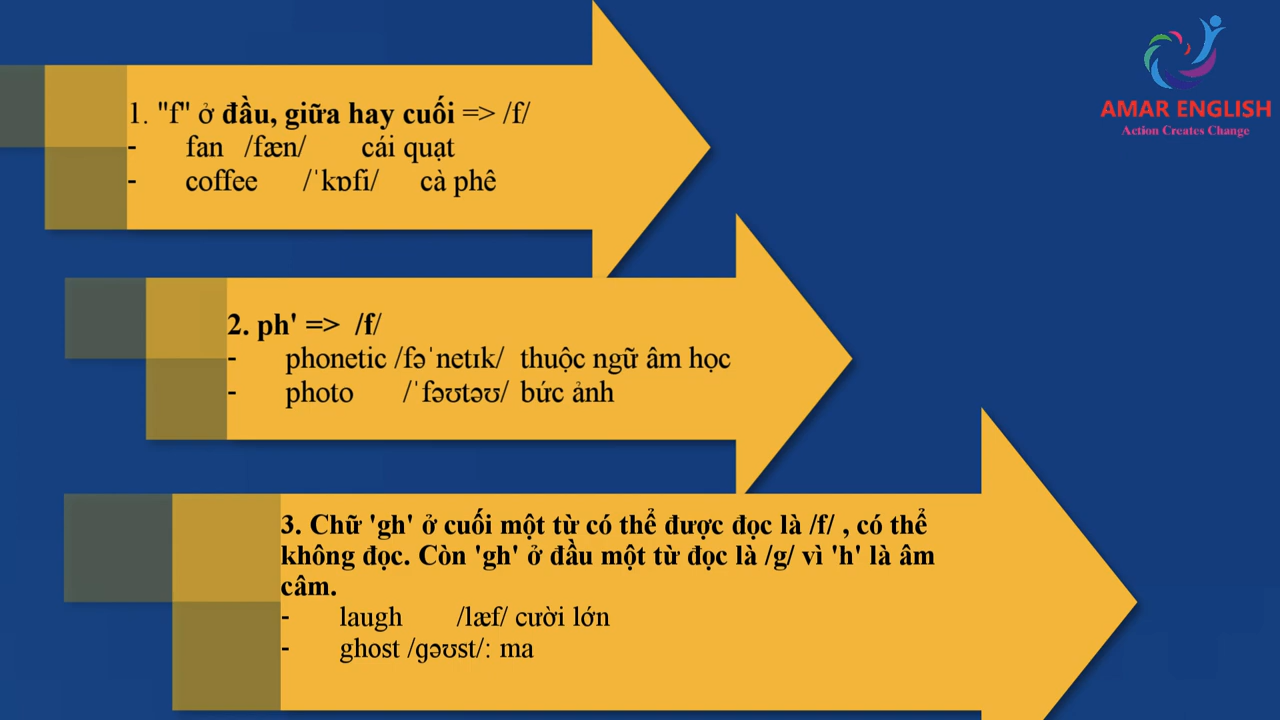 AMAR ENGLISH
Action Creates Change
1. "f" ở đầu, giữa hay cuối => /f/
- fan /fæn/ cái quạt
- coffee /ˈkɒfi/ cà phê
2. ph' => /f/
- phonetic /fəˈnetɪk/ thuộc ngữ âm học
- photo /ˈfəʊtəʊ/ bức ảnh
3. Chữ 'gh' ở cuối một từ có thể được đọc là /f/ , có thể
không đọc. Còn 'gh' ở đầu một từ đọc là /g/ vì 'h' là âm
câm.
- laugh /læf/ cười lớn
- ghost /ɡəʊst/: ma